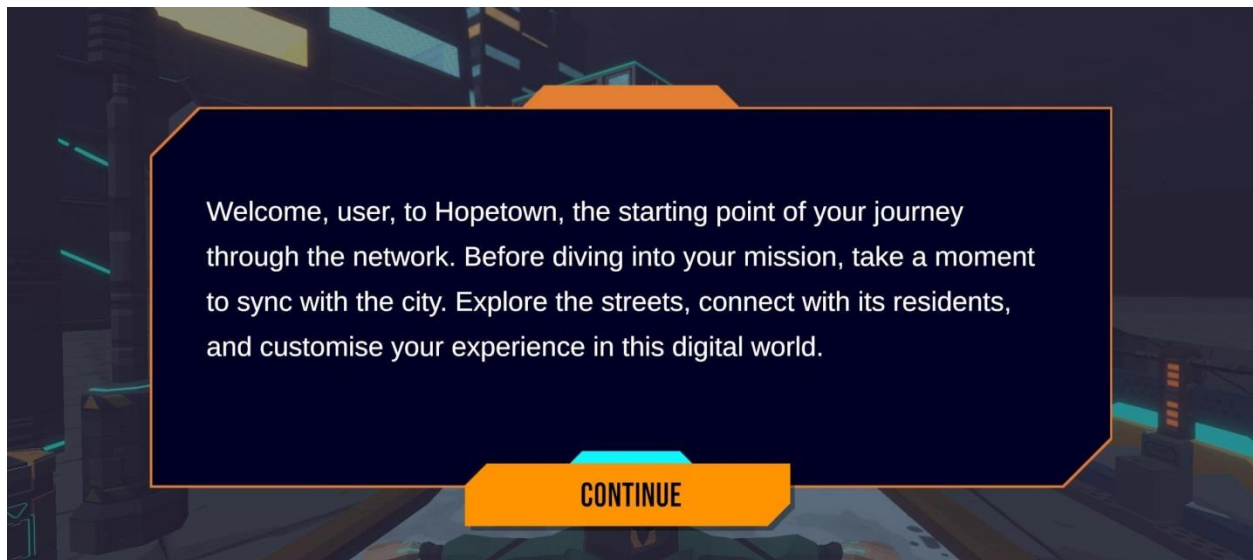 Welcome, user, to Hopetown, the starting point of your journey
through the network. Before diving into your mission, take a moment
to sync with the city. Explore the streets, connect with its residents,
and customise your experience in this digital world.
CONTINUE